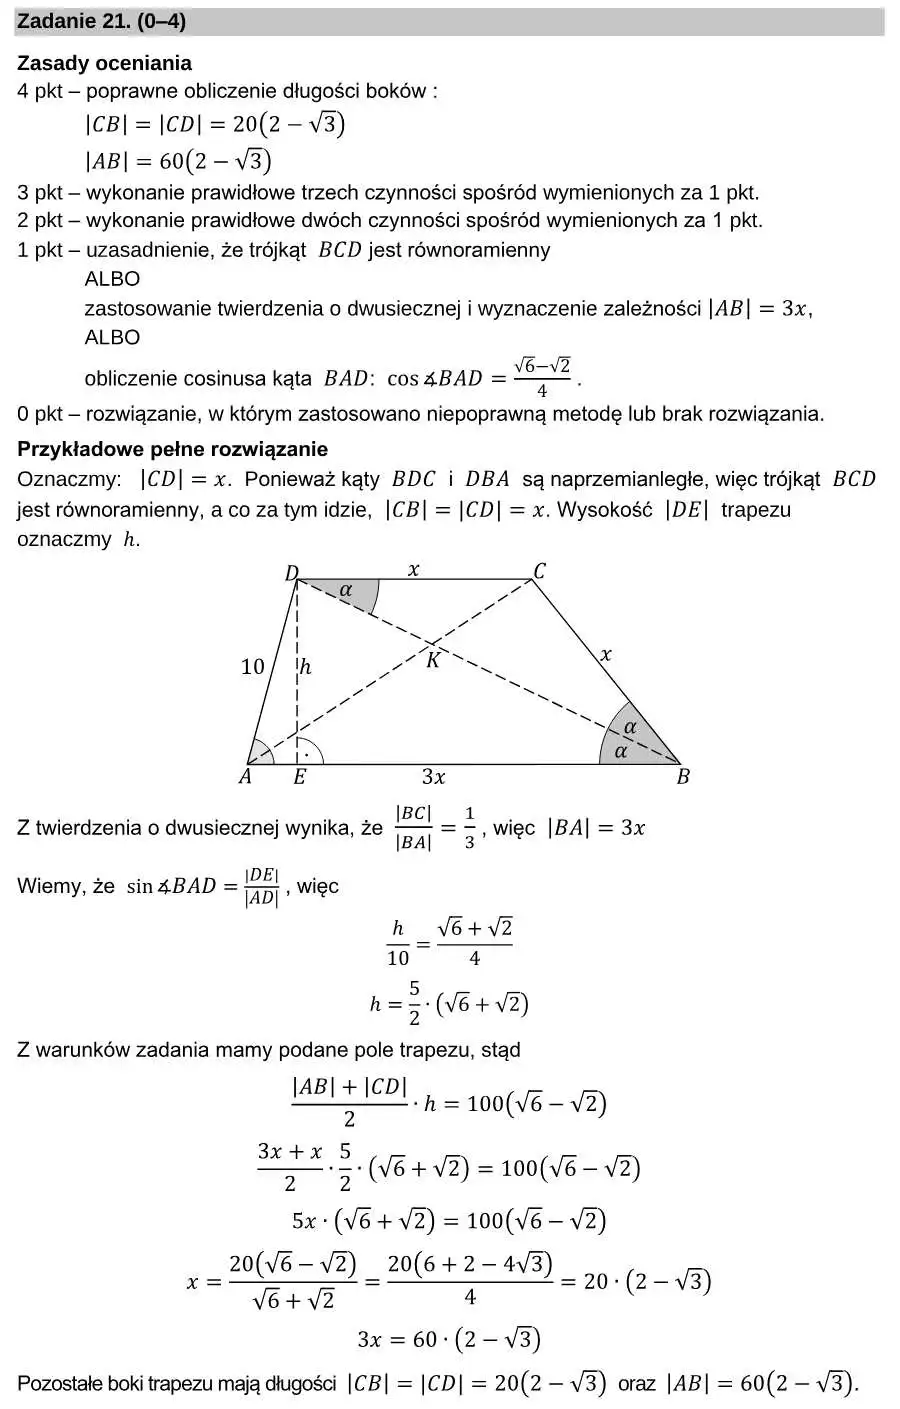 Zadanie 21. (0–4)
Zasady oceniania
4 pkt – poprawne obliczenie długości boków :
|CB| = |CD| = 20(2 − √3)
|AB| = 60(2 − √3)
3 pkt – wykonanie prawidłowe trzech czynności spośród wymienionych za 1 pkt.
2 pkt – wykonanie prawidłowe dwóch czynności spośród wymienionych za 1 pkt.
1 pkt – uzasadnienie, że trójkąt BCD jest równoramienny
ALBO
zastosowanie twierdzenia o dwusiecznej i wyznaczenie zależności |AB| = 3x,
ALBO
obliczenie cosinusa kąta BAD: cos∡BAD = (√6−√2)/4 .
0 pkt – rozwiązanie, w którym zastosowano niepoprawną metodę lub brak rozwiązania.
Przykładowe pełne rozwiązanie
Oznaczmy: |CD| = x. Ponieważ kąty BDC i DBA są naprzemianległe, więc trójkąt BCD
jest równoramienny, a co za tym idzie, |CB| = |CD| = x. Wysokość |DE| trapezu
oznaczmy h.
D x C
α
10 h K x
α
α
A E 3x B
Z twierdzenia o dwusiecznej wynika, że |BC|/|BA| = 1/3 , więc |BA| = 3x
Wiemy, że sin∡BAD = |DE|/|AD| , więc
h/10 = (√6 + √2)/4
h = 5/2 · (√6 + √2)
Z warunków zadania mamy podane pole trapezu, stąd
(|AB| + |CD|)/2 · h = 100(√6 − √2)
(3x + x)/2 · 5/2 · (√6 + √2) = 100(√6 − √2)
5x · (√6 + √2) = 100(√6 − √2)
x = 20(√6 − √2)/(√6 + √2) = 20(6 + 2 − 4√3)/4 = 20 · (2 − √3)
3x = 60 · (2 − √3)
Pozostałe boki trapezu mają długości |CB| = |CD| = 20(2 − √3) oraz |AB| = 60(2 − √3).